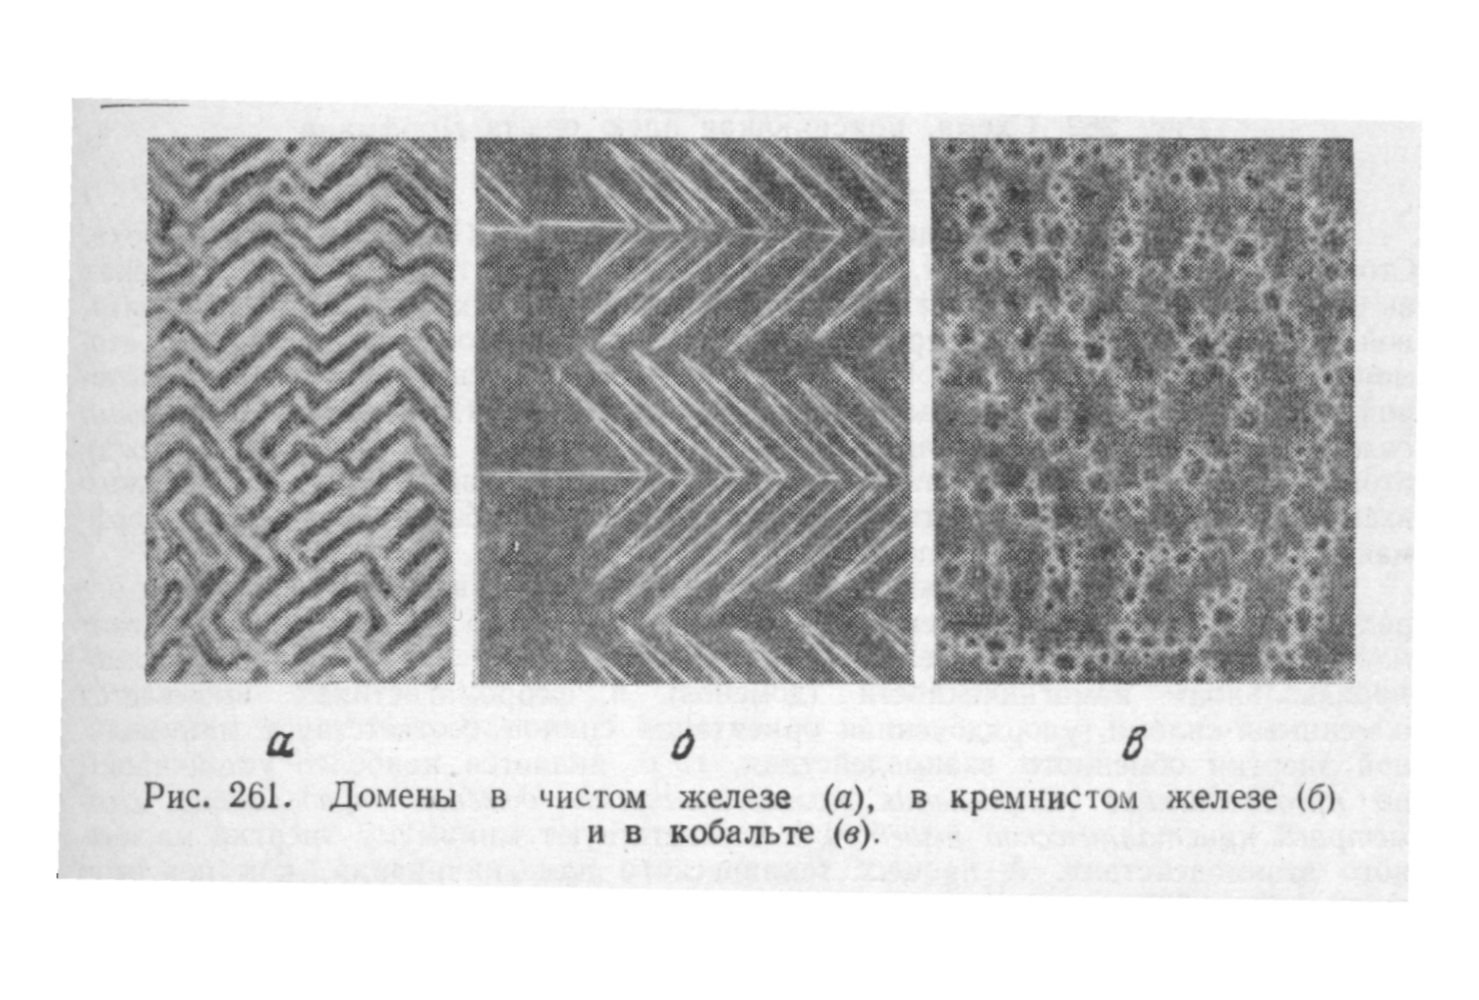 а б в
Рис. 261. Домены в чистом железе (а), в кремнистом железе (б)
и в кобальте (в).